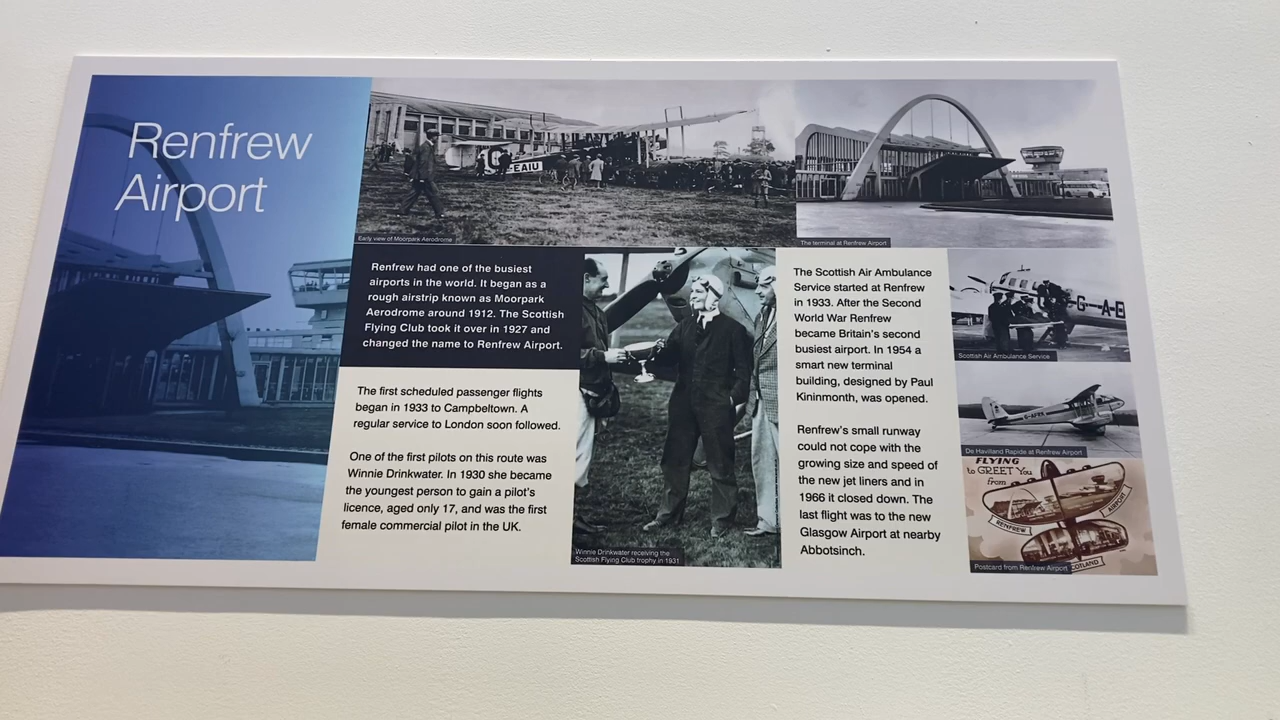 Renfrew
Airport
-EAIU
Early view of Moorpark Aerodrome
The terminal at Renfrew Airport
Renfrew had one of the busiest
airports in the world. It began as a
rough airstrip known as Moorpark
Aerodrome around 1912. The Scottish
Flying Club took it over in 1927 and
changed the name to Renfrew Airport.
The first scheduled passenger flights
began in 1933 to Campbeltown. A
regular service to London soon followed.
One of the first pilots on this route was
Winnie Drinkwater. In 1930 she became
the youngest person to gain a pilot's
licence, aged only 17, and was the first
female commercial pilot in the UK.
Winnie Drinkwater receiving the
Scottish Flying Club trophy in 1931
The Scottish Air Ambulance
Service started at Renfrew
in 1933. After the Second
World War Renfrew
became Britain's second
busiest airport. In 1954 a
smart new terminal
building, designed by Paul
Kininmonth, was opened.
Renfrew's small runway
could not cope with the
growing size and speed of
the new jet liners and in
1966 it closed down. The
last flight was to the new
Glasgow Airport at nearby
Abbotsinch.
G-AD
Scottish Air Ambulance Service
De Havilland Rapide at Renfrew Airport
FLYING
to GREET You
from
RENFREW
AIRPORT
SCOTLAND
Postcard from Renfrew Airport